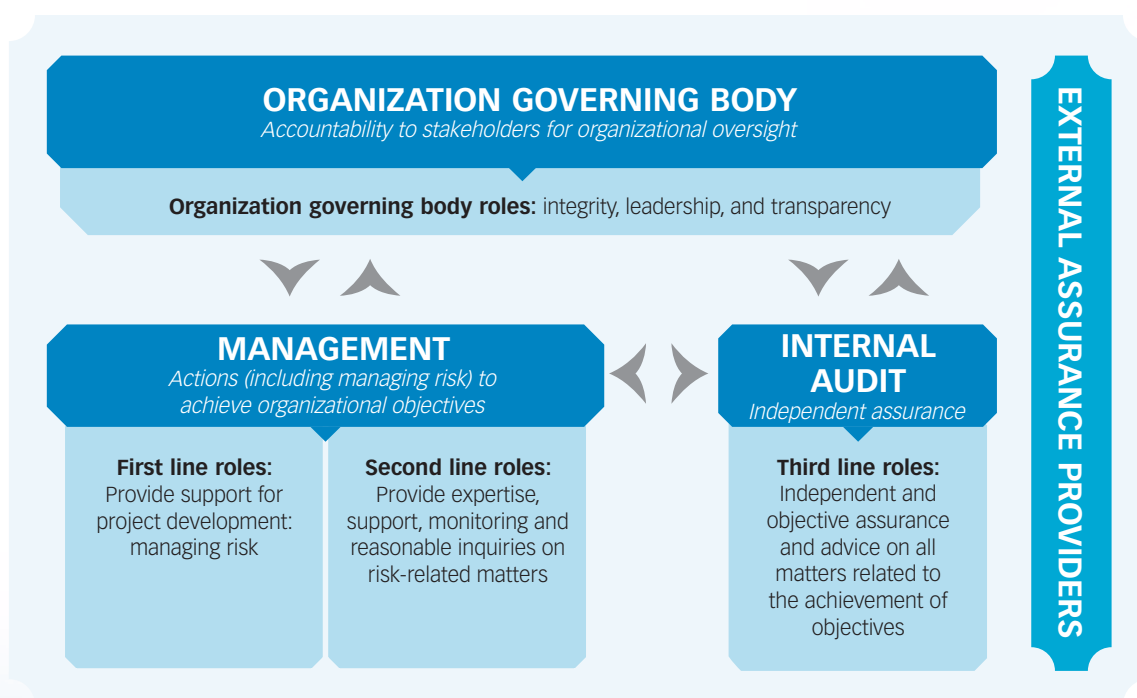 ORGANIZATION GOVERNING BODY
Accountability to stakeholders for organizational oversight
Organization governing body roles: integrity, leadership, and transparency
MANAGEMENT
Actions (including managing risk) to
achieve organizational objectives
First line roles:
Provide support for
project development:
managing risk
Second line roles:
Provide expertise,
support, monitoring and
reasonable inquiries on
risk-related matters
INTERNAL
AUDIT
Independent assurance
Third line roles:
Independent and
objective assurance
and advice on all
matters related to
the achievement of
objectives
EXTERNAL ASSURANCE PROVIDERS